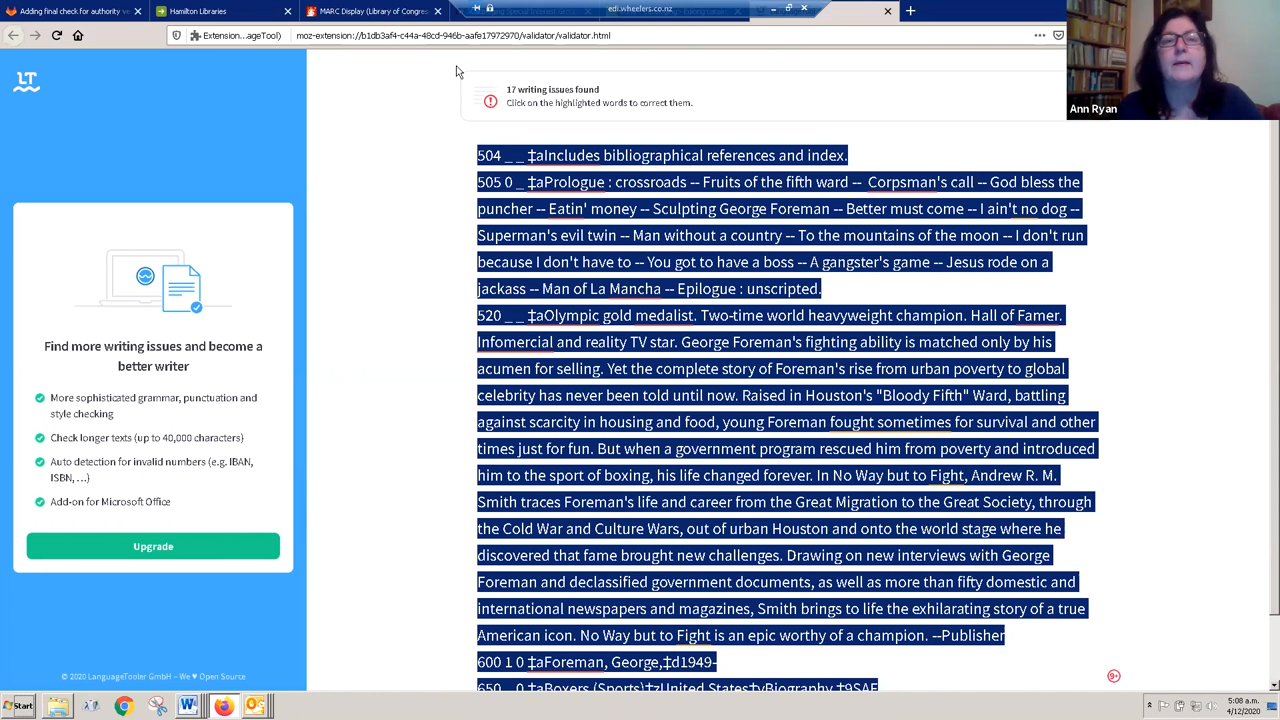 Adding final check for authority v
Hamilton Libraries
MARC Display (Library of Congres
edi.wheelers.co.nz
Extension...ageTool)
moz-extension://b1db3af4-c44a-48cd-946b-aafe17972970/validator/validator.html
Ann Ryan
LT
17 writing issues found
Click on the highlighted words to correct them.
504 _ _ ‡aIncludes bibliographical references and index.
505 0 _ ‡aPrologue : crossroads -- Fruits of the fifth ward -- Corpsman's call -- God bless the
puncher -- Eatin' money -- Sculpting George Foreman -- Better must come -- I ain't no dog --
Superman's evil twin -- Man without a country -- To the mountains of the moon -- I don't run
because I don't have to -- You got to have a boss -- A gangster's game -- Jesus rode on a
jackass -- Man of La Mancha -- Epilogue : unscripted.
520 _ _ ‡aOlympic gold medalist. Two-time world heavyweight champion. Hall of Famer.
Infomercial and reality TV star. George Foreman's fighting ability is matched only by his
acumen for selling. Yet the complete story of Foreman's rise from urban poverty to global
celebrity has never been told until now. Raised in Houston's "Bloody Fifth" Ward, battling
against scarcity in housing and food, young Foreman fought sometimes for survival and other
times just for fun. But when a government program rescued him from poverty and introduced
him to the sport of boxing, his life changed forever. In No Way but to Fight, Andrew R. M.
Smith traces Foreman's life and career from the Great Migration to the Great Society, through
the Cold War and Culture Wars, out of urban Houston and onto the world stage where he
discovered that fame brought new challenges. Drawing on new interviews with George
Foreman and declassified government documents, as well as more than fifty domestic and
international newspapers and magazines, Smith brings to life the exhilarating story of a true
American icon. No Way but to Fight is an epic worthy of a champion. --Publisher
600 1 0 ‡aForeman, George,‡d1949-
650 _ 0 ‡aBoxers (Sports)‡zUnited States‡vBiography.‡9SAF
Find more writing issues and become a
better writer
More sophisticated grammar, punctuation and
style checking
Check longer texts (up to 40,000 characters)
Auto detection for invalid numbers (e.g. IBAN,
ISBN, ...)
Add-on for Microsoft Office
Upgrade
© 2020 LanguageTooler GmbH – We ♥ Open Source
9+
Start
5:08 a.m.
4/12/2020